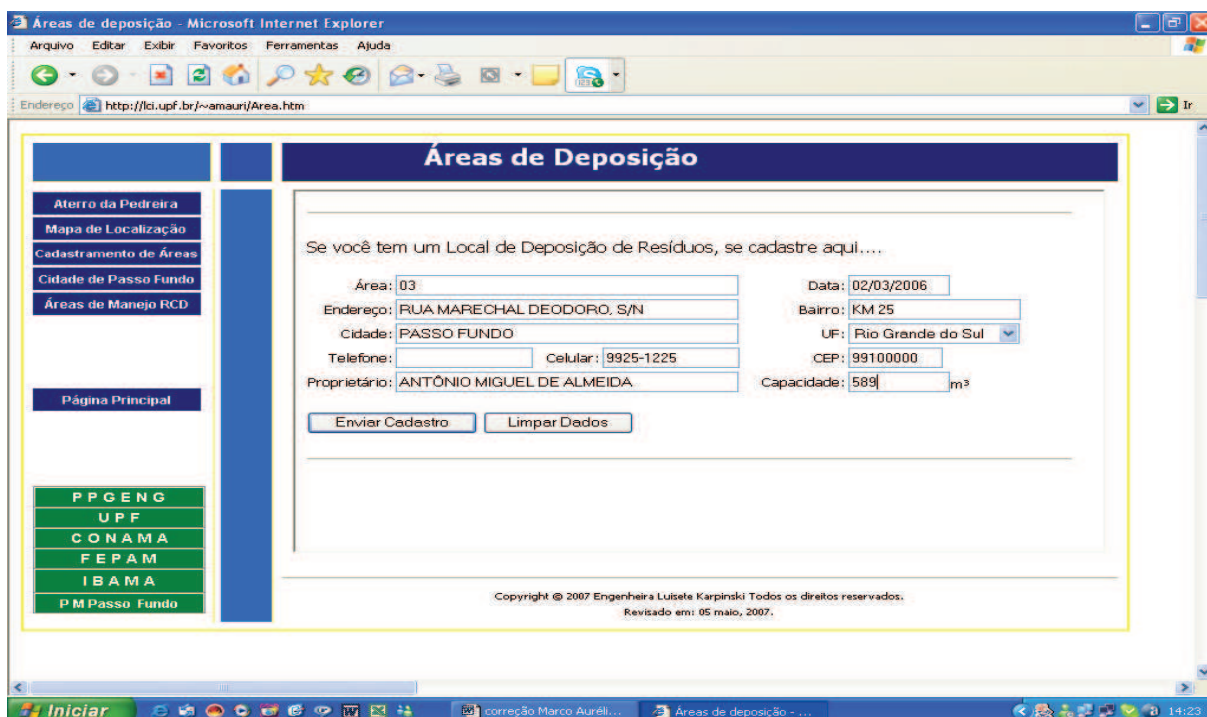 Áreas de deposição - Microsoft Internet Explorer
Arquivo Editar Exibir Favoritos Ferramentas Ajuda
Endereço http://lci.upf.br/~amauri/Area.htm Ir
Áreas de Deposição
Aterro da Pedreira
Mapa de Localização
Cadastramento de Áreas
Cidade de Passo Fundo
Áreas de Manejo RCD
Página Principal
PPGENG
UPF
CONAMA
FEPAM
IBAMA
PM Passo Fundo
Se você tem um Local de Deposição de Resíduos, se cadastre aqui....
Área: 03 Data: 02/03/2006
Endereço: RUA MARECHAL DEODORO, S/N Bairro: KM 25
Cidade: PASSO FUNDO UF: Rio Grande do Sul
Telefone: Celular: 9925-1225 CEP: 99100000
Proprietário: ANTÔNIO MIGUEL DE ALMEIDA Capacidade: 589 m³
Enviar Cadastro Limpar Dados
Copyright © 2007 Engenheira Luisete Karpinski Todos os direitos reservados.
Revisado em: 05 maio, 2007.
Iniciar correção Marco Auréli... Áreas de deposição - ... 14:23